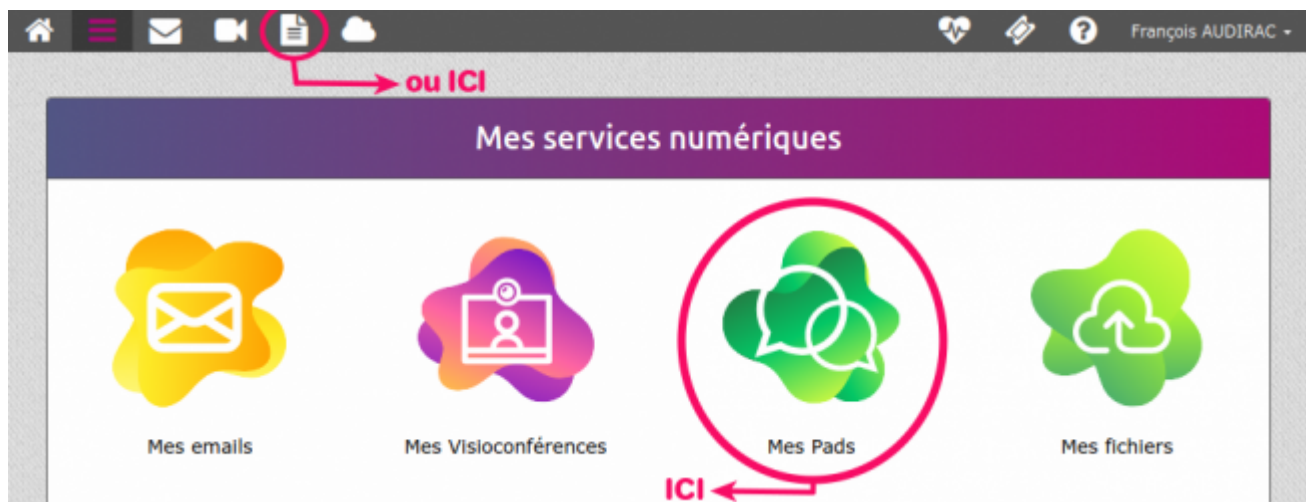 François AUDIRAC
ou ICI
Mes services numériques
Mes emails
Mes Visioconférences
Mes Pads
Mes fichiers
ICI